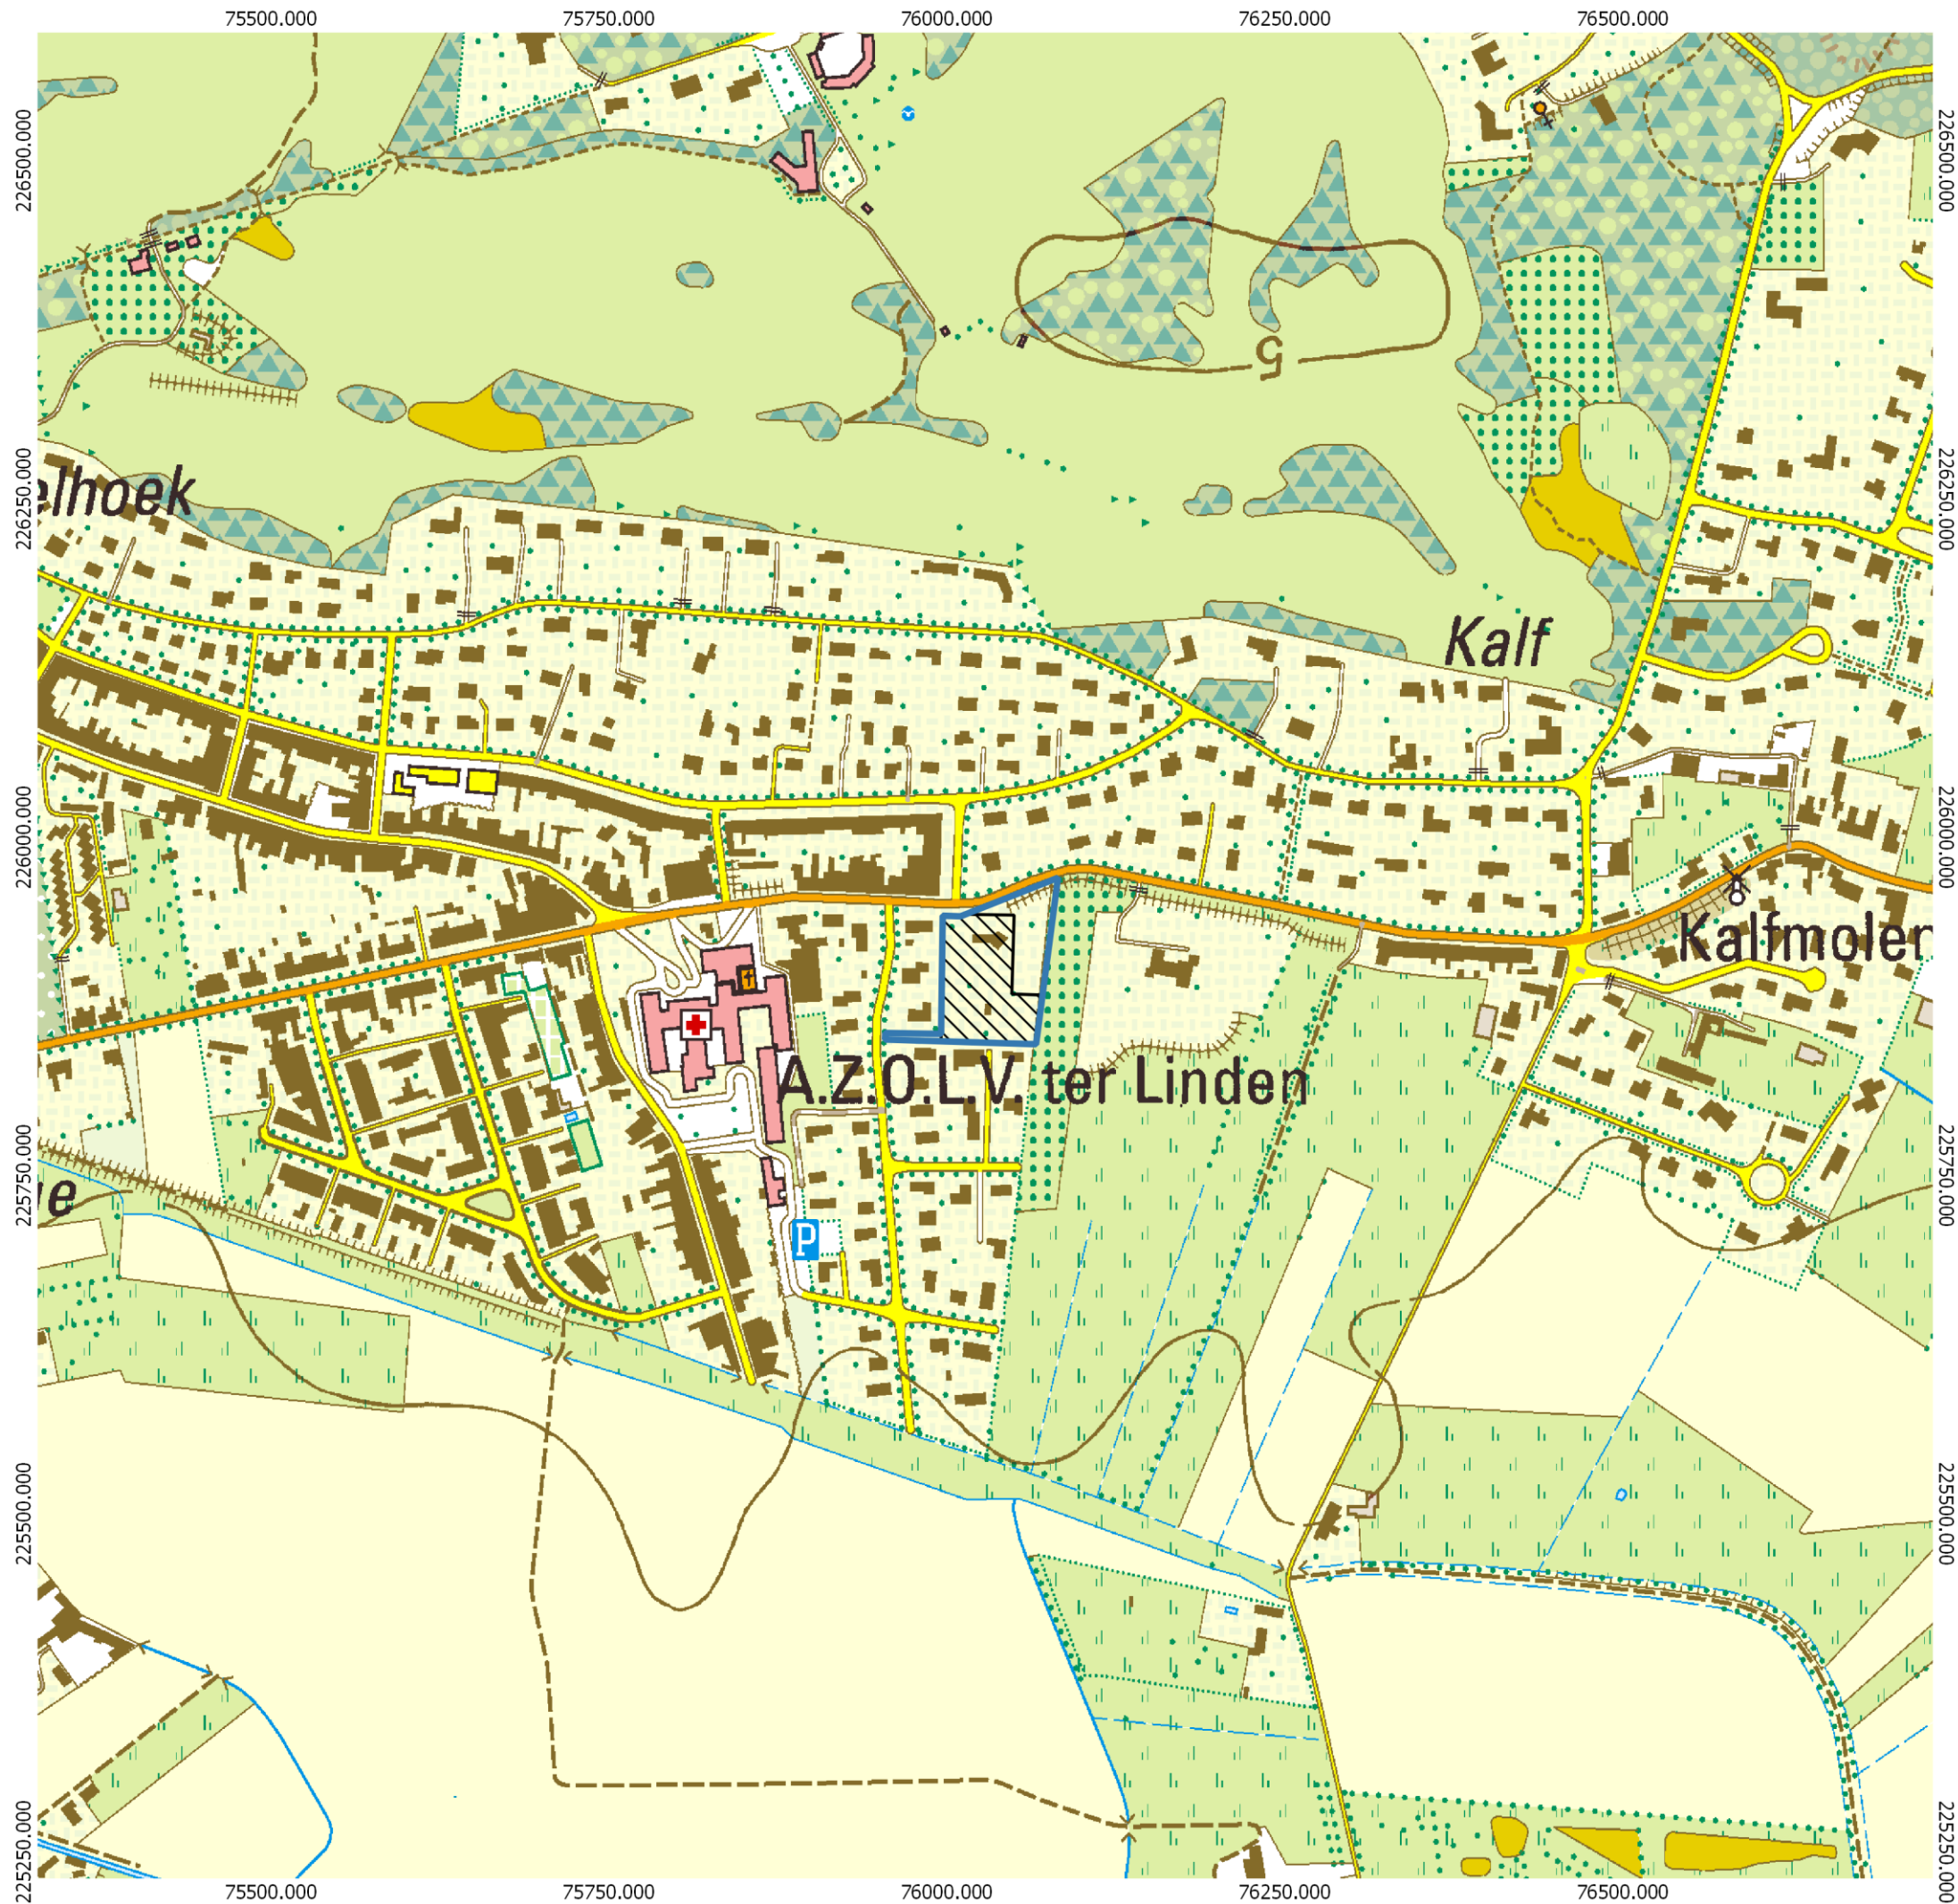 75500.000 75750.000 76000.000 76250.000 76500.000
226500.000 226500.000
5
226250.000 226250.000
elhoek
Kalf
226000.000 226000.000
Kalfmolen
A.Z.O.L.V. ter Linden
225750.000 225750.000
P
225500.000 225500.000
225250.000 225250.000
75500.000 75750.000 76000.000 76250.000 76500.000